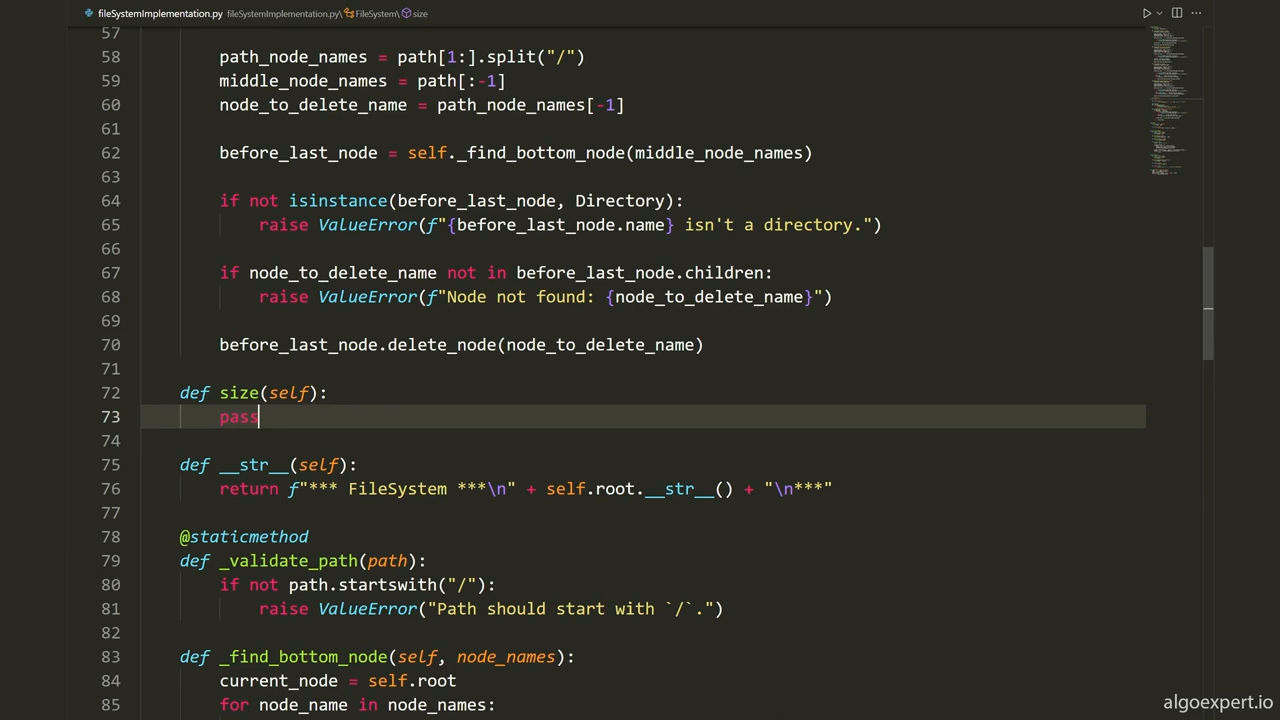 fileSystemImplementation.py fileSystemImplementation.py\ FileSystem\ size
57
58 path_node_names = path[1:].split("/")
59 middle_node_names = path 1]
60 node_to_delete_name = path_node_names[-1]
61
62 before_last_node = self._find_bottom_node(middle_node_names)
63
64 if not isinstance(before_last_node, Directory):
65 raise ValueError(f"{before_last_node.name} isn't a directory.")
66
67 if node_to_delete_name not in before_last_node.children:
68 raise ValueError(f"Node not found: {node_to_delete_name}")
69
70 before_last_node.delete_node(node_to_delete_name)
71
72 def size(self):
73 pass
74
75 def __str__(self):
76 return f"*** FileSystem ***\n" + self.root.__str__() + "\n***"
77
78 @staticmethod
79 def _validate_path(path):
80 if not path.startswith("/"):
81 raise ValueError("Path should start with `/`.")
82
83 def _find_bottom_node(self, node_names):
84 current_node = self.root
85 for node_name in node_names:
algoexpert.io